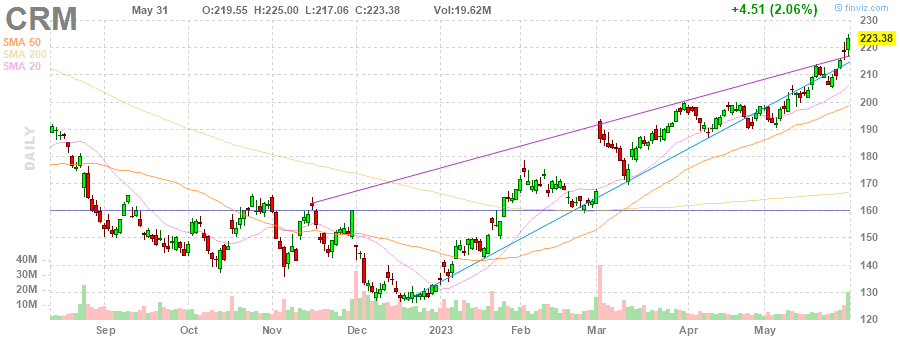 CRM May 31 O:219.55 H:225.00 L:217.06 C:223.38 Vol:19.62M +4.51 (2.06%) © finviz.com
SMA 50
SMA 200
SMA 20
DAILY
230
223.38
220
210
200
190
180
170
160
150
140
130
120
40M
30M
20M
10M
Sep Oct Nov Dec 2023 Feb Mar Apr May